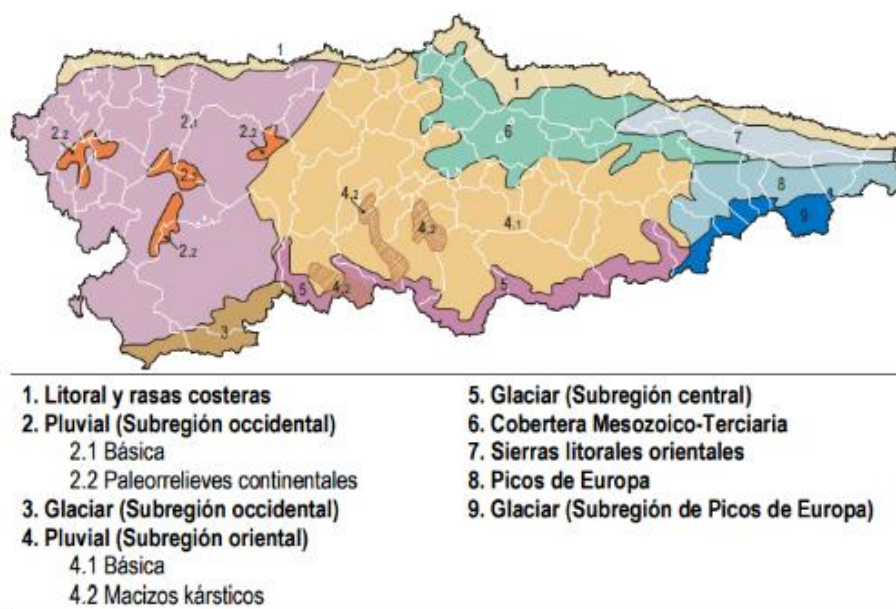 1
1
2.1
2.2
2.2
2.2
6
7
8
9
4.2
4.2
4.1
5
4.2
5
3
1. Litoral y rasas costeras
2. Pluvial (Subregión occidental)
2.1 Básica
2.2 Paleorrelieves continentales
3. Glaciar (Subregión occidental)
4. Pluvial (Subregión oriental)
4.1 Básica
4.2 Macizos kársticos
5. Glaciar (Subregión central)
6. Cobertera Mesozoico-Terciaria
7. Sierras litorales orientales
8. Picos de Europa
9. Glaciar (Subregión de Picos de Europa)